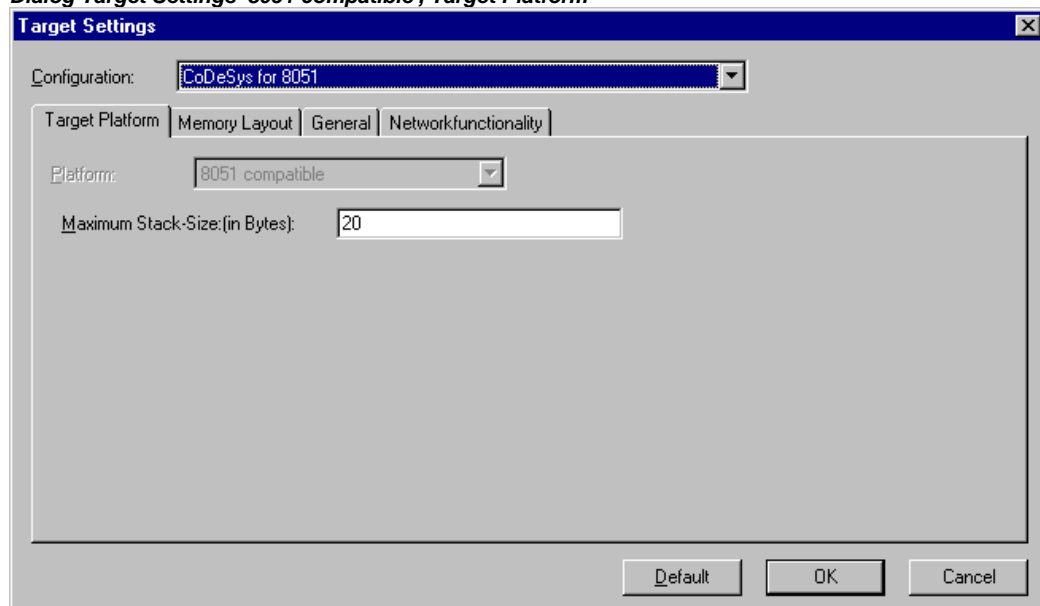 Dialog Target Settings '8051 compatible', Target Platform
Target Settings
Configuration: CoDeSys for 8051
Target Platform Memory Layout General Networkfunctionality
Platform: 8051 compatible
Maximum Stack-Size:(in Bytes): 20
Default OK Cancel